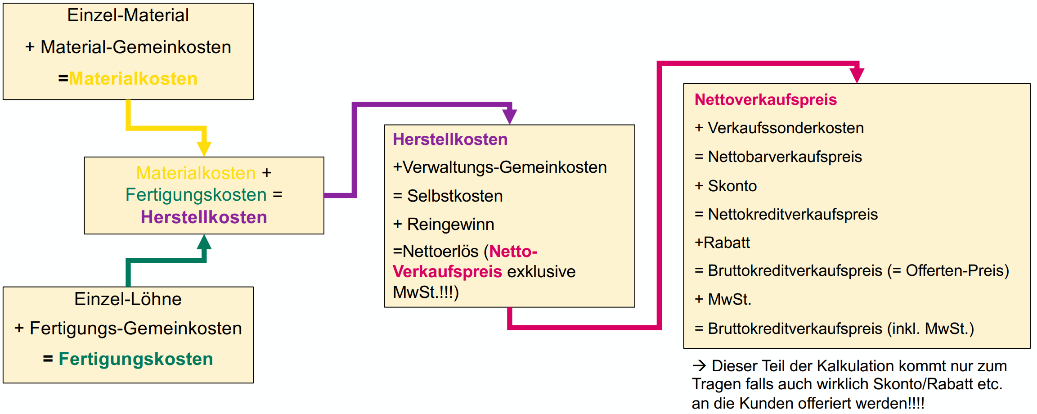 Einzel-Material
+ Material-Gemeinkosten
=Materialkosten
Materialkosten +
Fertigungskosten =
Herstellkosten
Einzel-Löhne
+ Fertigungs-Gemeinkosten
= Fertigungskosten
Herstellkosten
+Verwaltungs-Gemeinkosten
= Selbstkosten
+ Reingewinn
=Nettoerlös (Netto-
Verkaufspreis exklusive
MwSt.!!!)
Nettoverkaufspreis
+ Verkaufssonderkosten
= Nettobarverkaufspreis
+ Skonto
= Nettokreditverkaufspreis
+Rabatt
= Bruttokreditverkaufspreis (= Offerten-Preis)
+ MwSt.
= Bruttokreditverkaufspreis (inkl. MwSt.)
→ Dieser Teil der Kalkulation kommt nur zum
Tragen falls auch wirklich Skonto/Rabatt etc.
an die Kunden offeriert werden!!!!